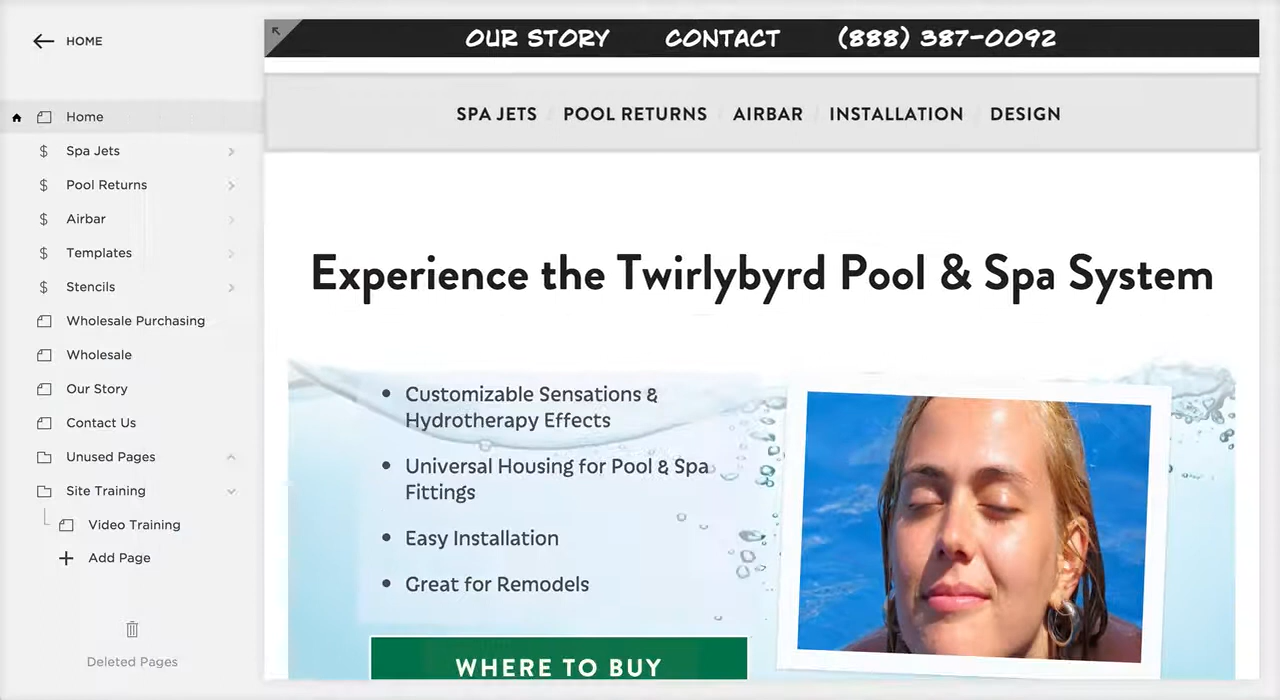 HOME
Home
Spa Jets
Pool Returns
Airbar
Templates
Stencils
Wholesale Purchasing
Wholesale
Our Story
Contact Us
Unused Pages
Site Training
Video Training
Add Page
Deleted Pages
OUR STORY CONTACT (888) 387-0092
SPA JETS / POOL RETURNS / AIRBAR / INSTALLATION / DESIGN
Experience the Twirlybyrd Pool & Spa System
• Customizable Sensations &
Hydrotherapy Effects
• Universal Housing for Pool & Spa
Fittings
• Easy Installation
• Great for Remodels
WHERE TO BUY